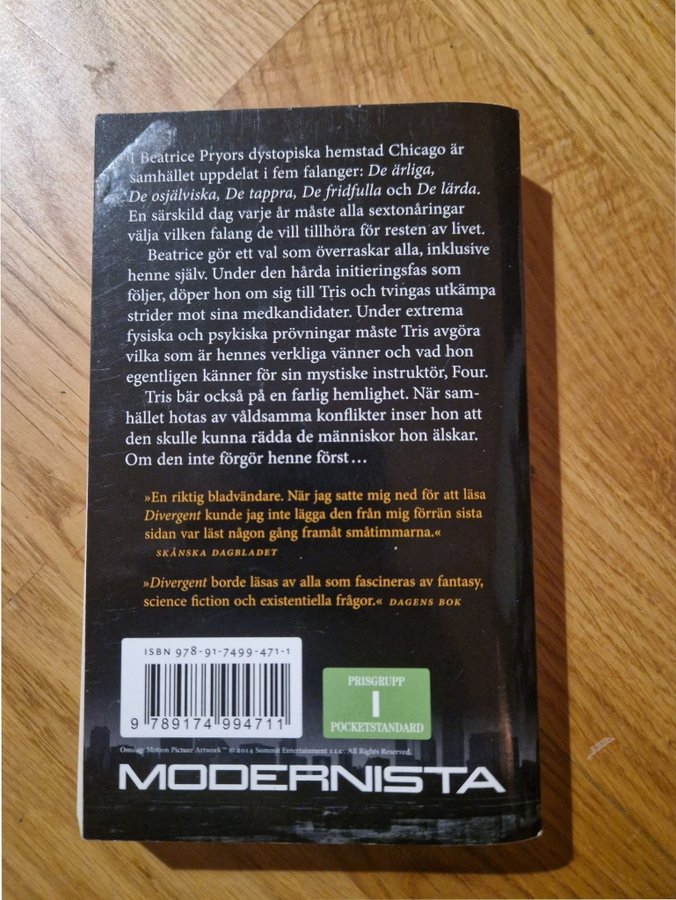 I Beatrice Pryors dystopiska hemstad Chicago är
samhället uppdelat i fem falanger: De ärliga,
De osjälviska, De tappra, De fridfulla och De lärda.
En särskild dag varje år måste alla sextonåringar
välja vilken falang de vill tillhöra för resten av livet.
Beatrice gör ett val som överraskar alla, inklusive
henne själv. Under den hårda initieringsfas som
följer, döper hon om sig till Tris och tvingas utkämpa
strider mot sina medkandidater. Under extrema
fysiska och psykiska prövningar måste Tris avgöra
vilka som är hennes verkliga vänner och vad hon
egentligen känner för sin mystiske instruktör, Four.
Tris bär också på en farlig hemlighet. När sam-
hället hotas av våldsamma konflikter inser hon att
den skulle kunna rädda de människor hon älskar.
Om den inte förgör henne först…
»En riktig bladvändare. När jag satte mig ned för att läsa
Divergent kunde jag inte lägga den från mig förrän sista
sidan var läst någon gång framåt småtimmarna.«
SKÅNSKA DAGBLADET
»Divergent borde läsas av alla som fascineras av fantasy,
science fiction och existentiella frågor.« DAGENS BOK
ISBN 978-91-7499-471-1
9 789174 994711
PRISGRUPP
I
POCKETSTANDARD
Omslag: Motion Picture Artwork™ © 2014 Summit Entertainment LLC. All Rights Reserved.
MODERNISTA